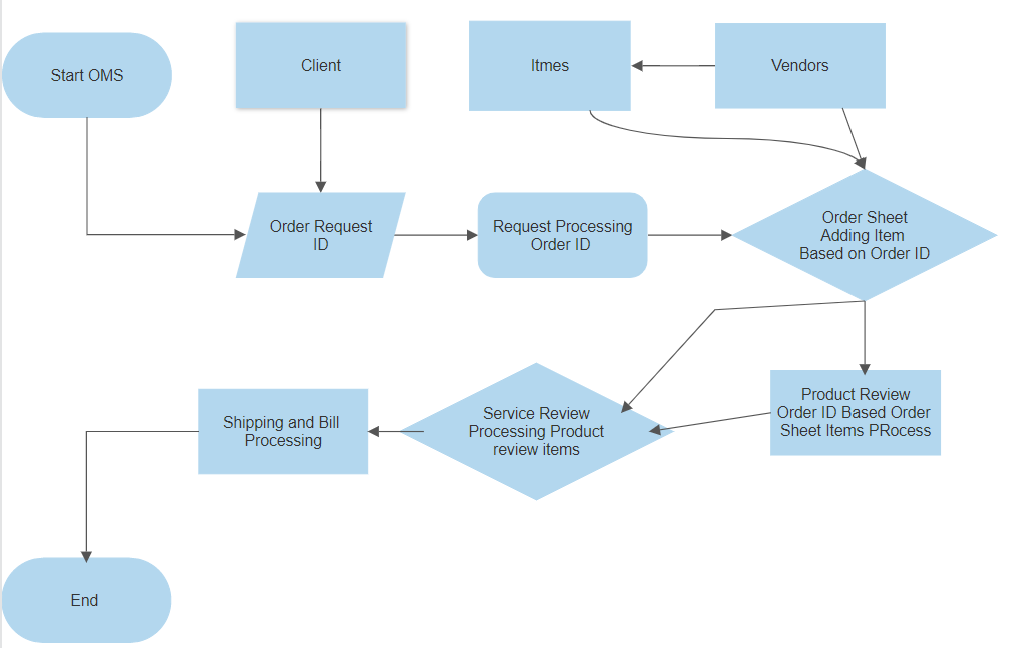 Start OMS
Client
Itmes
Vendors
Order Request
ID
Request Processing
Order ID
Order Sheet
Adding Item
Based on Order ID
Product Review
Order ID Based Order
Sheet Items PRocess
Service Review
Processing Product
review items
Shipping and Bill
Processing
End